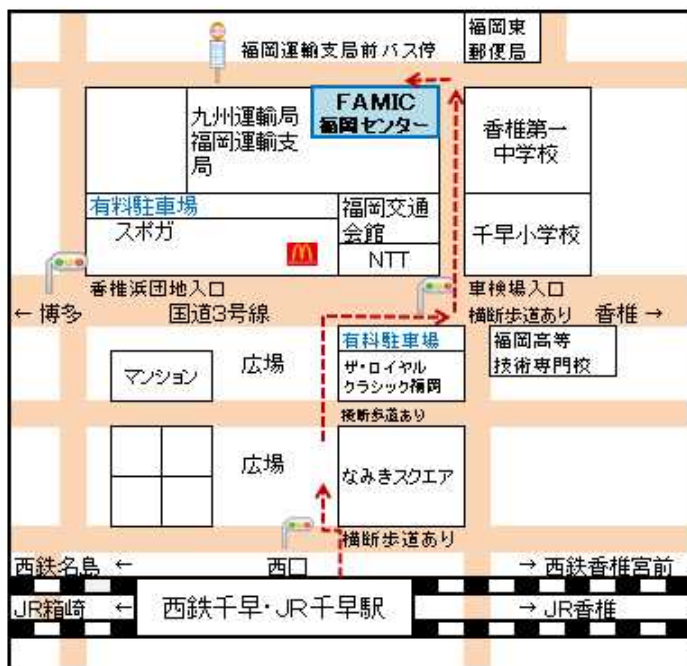 福岡東
郵便局
福岡運輸支局前バス停
FAMIC
福岡センター
九州運輸局
福岡運輸支
局
香椎第一
中学校
有料駐車場
スポガ
福岡交通
会館
NTT
千早小学校
香椎浜団地入口
車検場入口
← 博多
国道3号線
横断歩道あり
香椎 →
有料駐車場
福岡高等
技術専門校
マンション
広場
ザ・ロイヤル
クラシック福岡
横断歩道あり
広場
なみきスクエア
横断歩道あり
西鉄名島 ←
西口
→ 西鉄香椎宮前
JR箱崎 ←
西鉄千早・JR千早駅
→ JR香椎